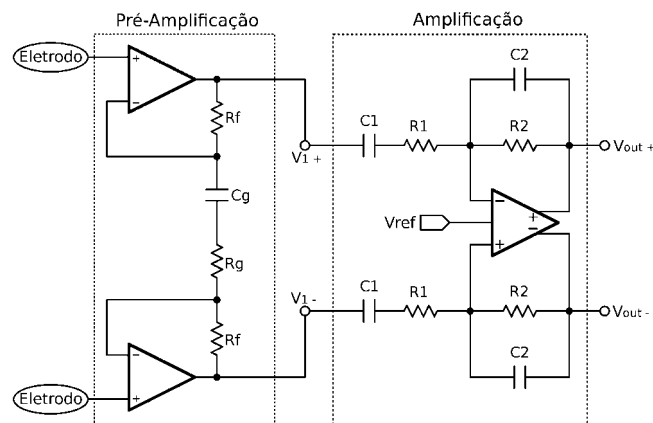 Pré-Amplificação
Amplificação
Eletrodo
+
−
Rf
Cg
Rg
Rf
−
+
Eletrodo
V1 +
C1
R1
C2
R2
Vout +
−
+
Vref
−
+
V1 -
C1
R1
R2
Vout -
C2